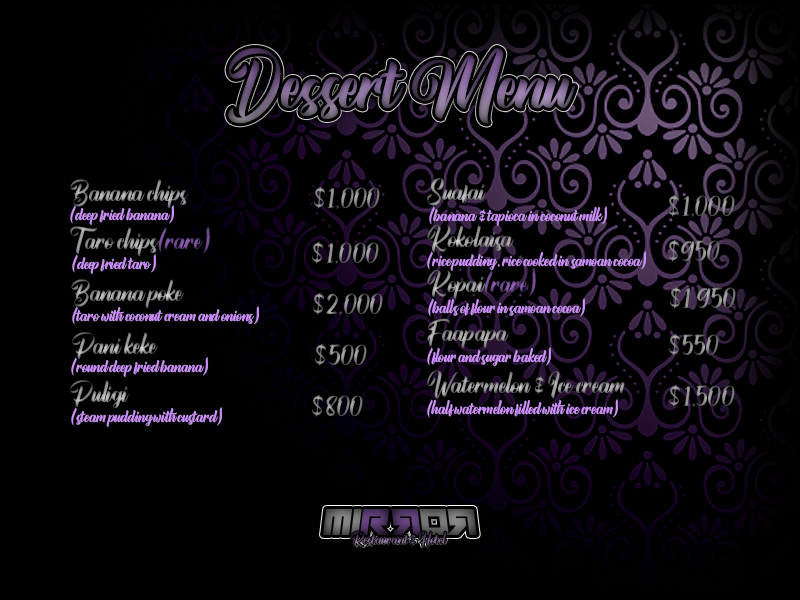 Dessert Menu
Banana chips $1,000
(deep fried banana)
Taro chips(rare) $1,000
(deep fried taro)
Banana poke $2,000
(taro with coconut cream and onions)
Pani keke $500
(round deep fried banana)
Puligi $800
(steam pudding with custard)
Suafai $1,000
(banana & tapioca in coconut milk)
Kokolaisa $950
(rice pudding, rice cooked in samoan cocoa)
Kopai(rare) $1,950
(balls of flour in samoan cocoa)
Faapapa $550
(flour and sugar baked)
Watermelon & Ice cream $1,500
(half watermelon filled with ice cream)
MIRROR
Restaurant & Hotel